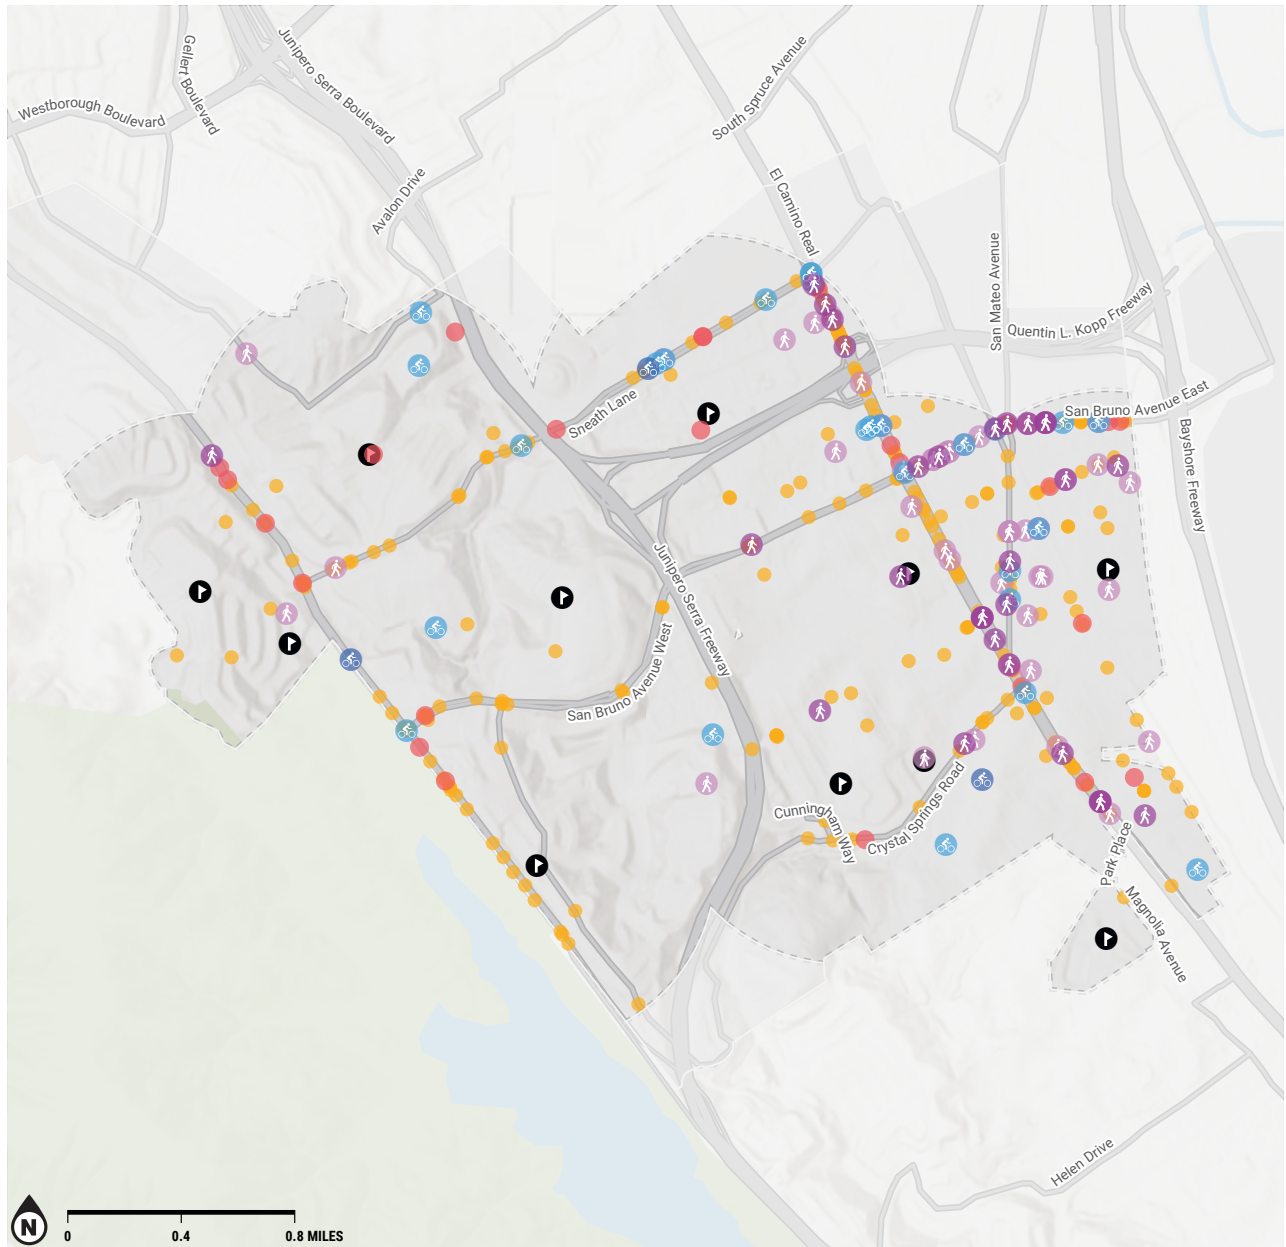 Gellert Boulevard
Junipero Serra Boulevard
Westborough Boulevard
South Spruce Avenue
Avalon Drive
El Camino Real
San Mateo Avenue
Quentin L. Kopp Freeway
Sneath Lane
San Bruno Avenue East
Bayshore Freeway
Junipero Serra Freeway
San Bruno Avenue West
Cunningham Way
Crystal Springs Road
Park Place
Magnolia Avenue
Helen Drive
N
0 0.4 0.8 MILES